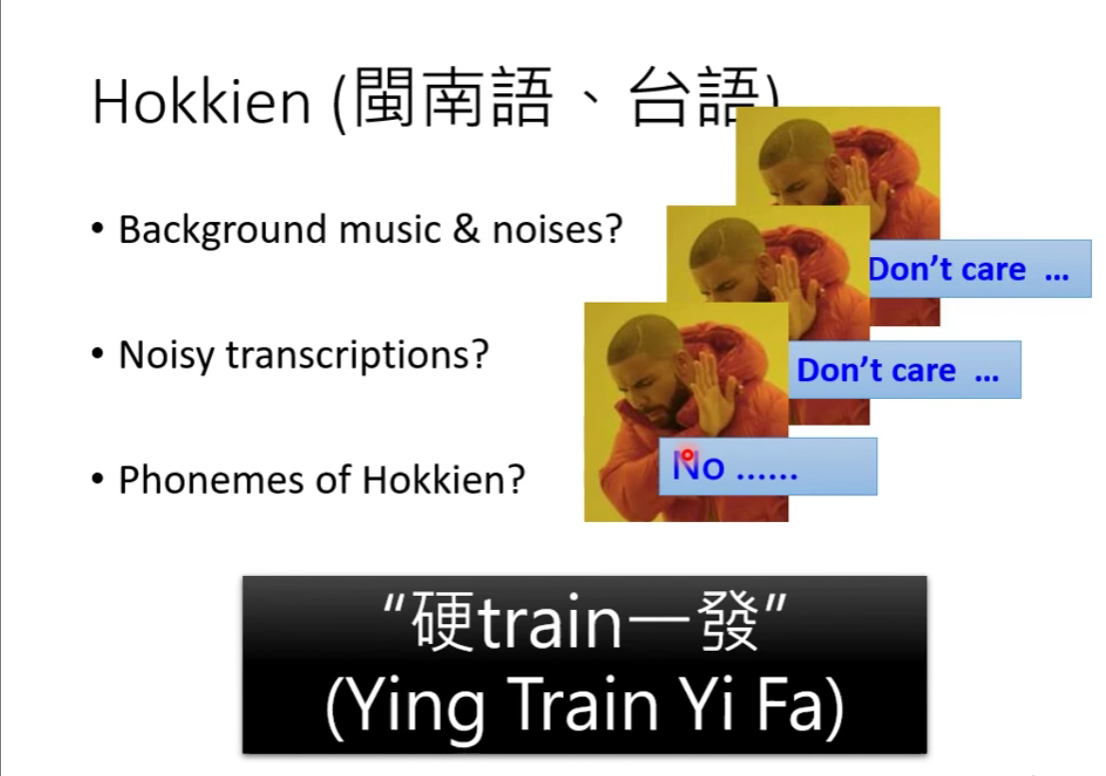 Hokkien (閩南語、台語)
• Background music & noises?
Don't care ...
• Noisy transcriptions?
Don't care ...
• Phonemes of Hokkien?
No ......
“硬train一發”
(Ying Train Yi Fa)